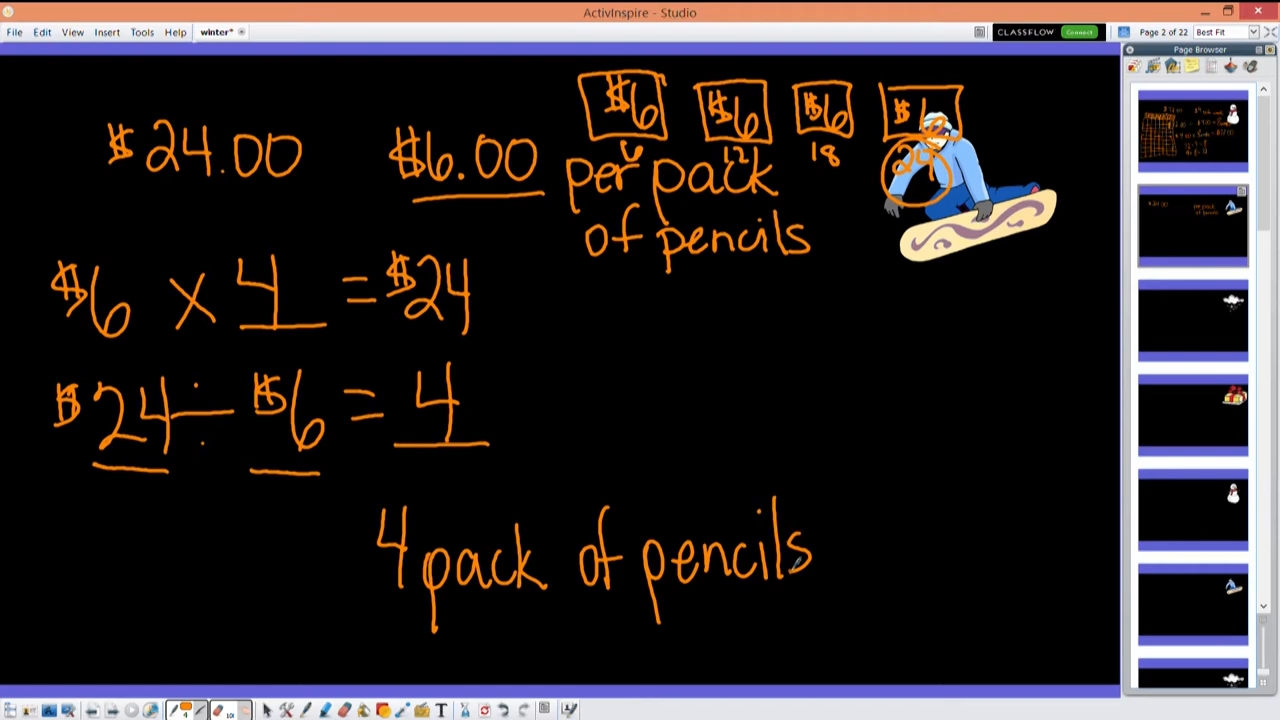 ActivInspire - Studio
File Edit View Insert Tools Help winter*
CLASSFLOW Connect Page 2 of 22 Best Fit
Page Browser
$6 $6 $6 $6
6 12 18 24
$24.00 $6.00 per pack
of pencils
$6 x 4 = $24
$24 ÷ $6 = 4
4 pack of pencils